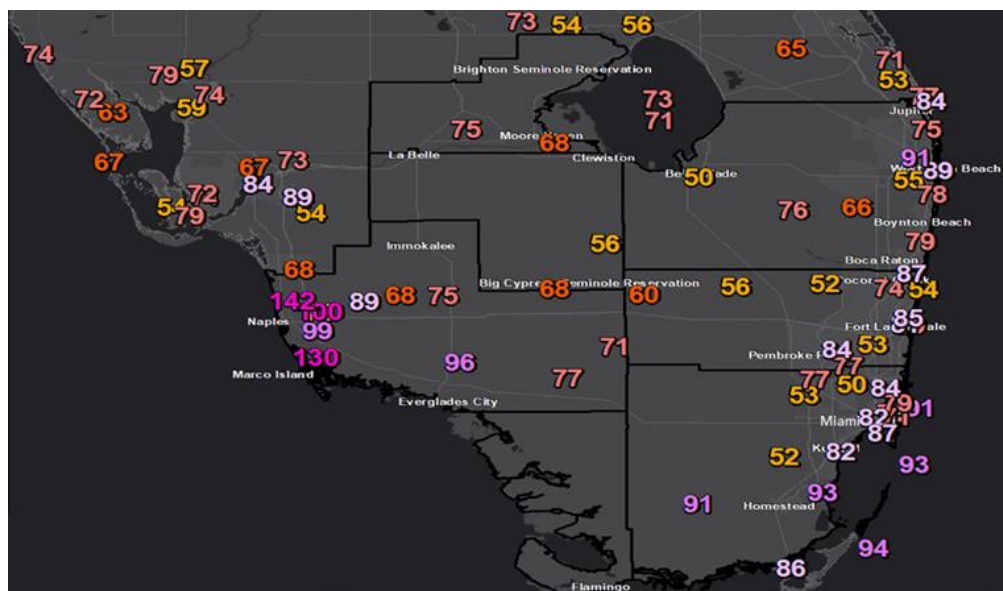 73 54 56
74 65
71
79 57 Brighton Seminole Reservation
53
72 63 59 74 73 84
71 Jupiter
75 Moore 75
68
67 67 73 La Belle Clewiston 91
84 50 89 Beach
72 89 55
54 79 54 76 66 78
Boynton Beach
Immokalee 56 79
Boca Raton
68 Big Seminole Reservation 87
142 89 68 75 68 60 56 52 74 54
Naples 99 85
Fort
130 96 71 84 53
Marco Island Pembroke
77 77 77
53 50 84
Everglades City 79
Miami 82
87
52 82
93
91 93
Homestead
94
86
Flamingo